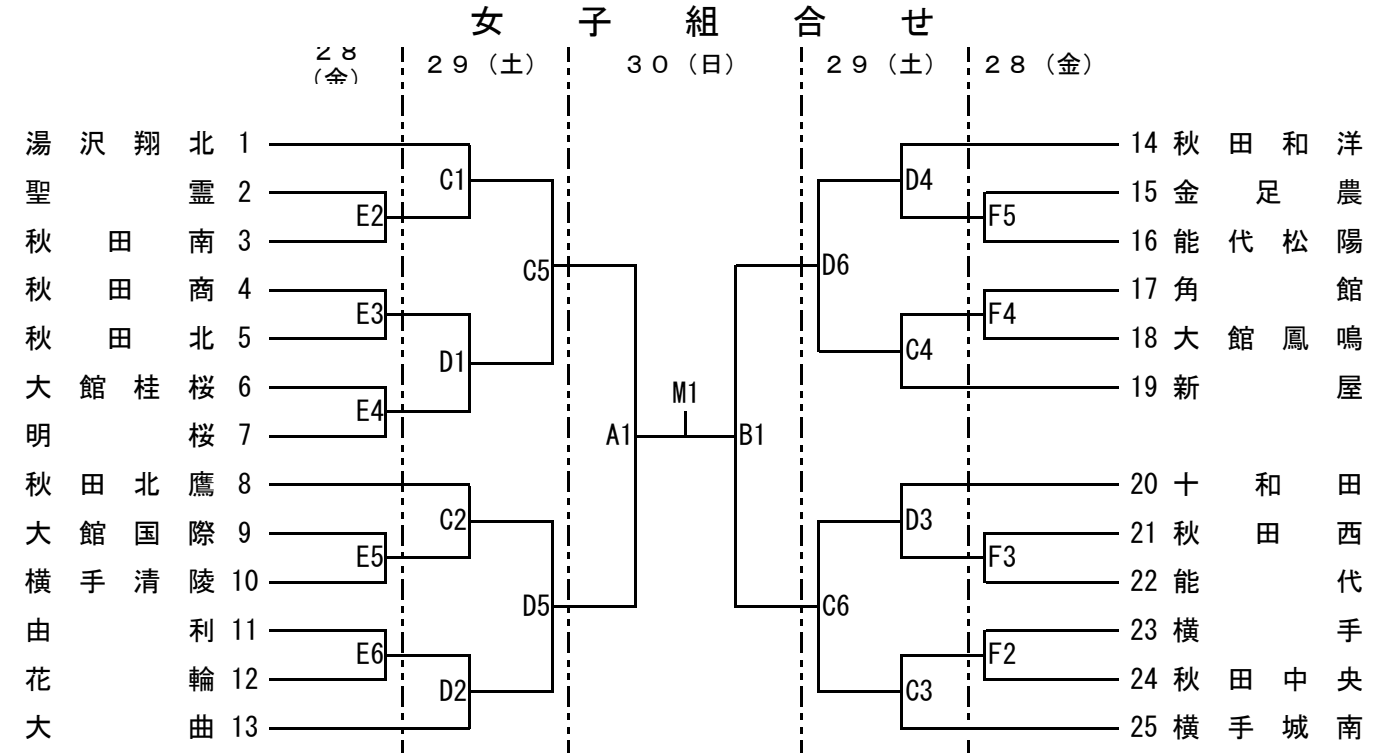 女子組合せ
２８（金） ２９（土） ３０（日） ２９（土） ２８（金）
湯沢翔北 1 14 秋田和洋
C1 D4
聖霊 2 15 金足農
E2 F5
秋田南 3 16 能代松陽
C5 D6
秋田商 4 17 角館
E3 F4
秋田北 5 18 大館鳳鳴
D1 C4
大館桂桜 6 19 新屋
M1
E4
明桜 7
A1 B1
秋田北鷹 8 20 十和田
C2 D3
大館国際 9 21 秋田西
E5 F3
横手清陵 10 22 能代
D5 C6
由利 11 23 横手
E6 F2
花輪 12 24 秋田中央
D2 C3
大曲 13 25 横手城南